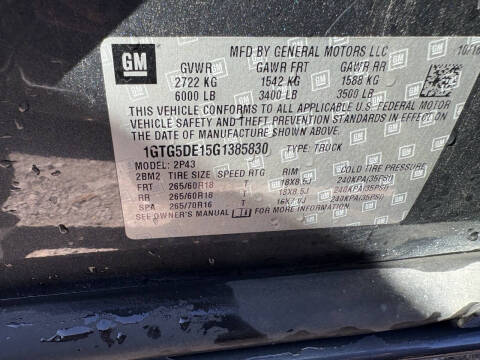 GM
MFD BY GENERAL MOTORS LLC 10/16
GVWR GAWR FRT GAWR RR
2722 KG 1542 KG 1588 KG
6000 LB 3400 LB 3500 LB
THIS VEHICLE CONFORMS TO ALL APPLICABLE U.S. FEDERAL MOTOR
VEHICLE SAFETY AND THEFT PREVENTION STANDARDS IN EFFECT
ON THE DATE OF MANUFACTURE SHOWN ABOVE.
1GTG5DE15G1385830 TYPE: TRUCK
MODEL: 2P43
2BM2 TIRE SIZE SPEED RTG RIM COLD TIRE PRESSURE
FRT 265/60R18 T 18X8.5J 240KPA(35PSI)
RR 265/60R18 T 18X8.5J 240KPA(35PSI)
SPA 265/70R16 T 16X7.0J 240KPA(35PSI)
SEE OWNER'S MANUAL FOR MORE INFORMATION.